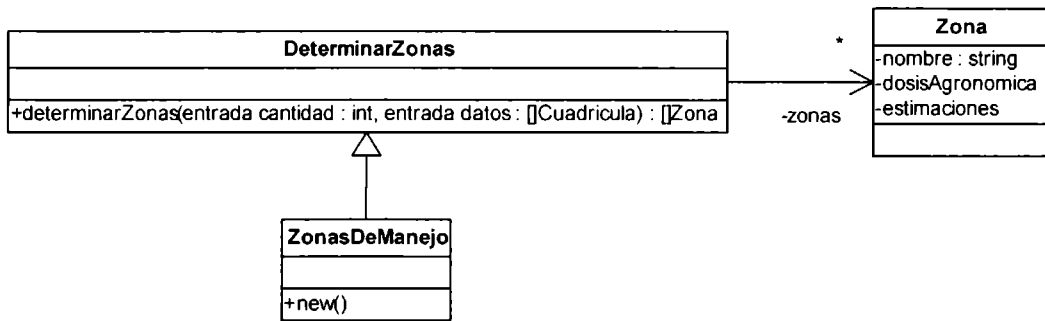 DeterminarZonas
+determinarZonas(entrada cantidad : int, entrada datos : []Cuadricula) : []Zona
*
-zonas
Zona
-nombre : string
-dosisAgronomica
-estimaciones
ZonasDeManejo
+new()